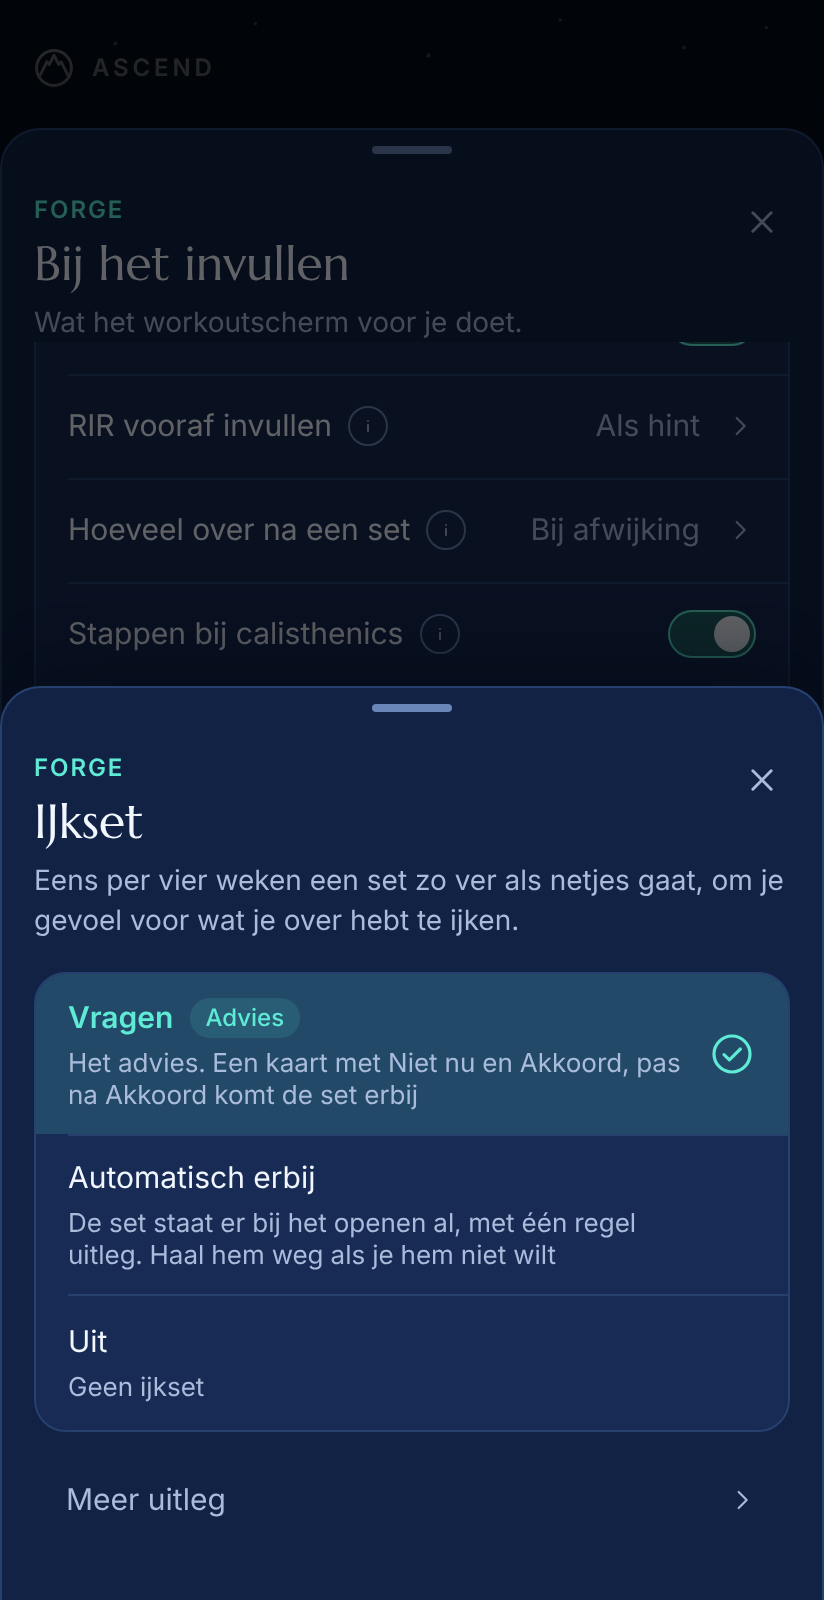 ASCEND
FORGE
Bij het invullen
Wat het workoutscherm voor je doet.
RIR vooraf invullen i Als hint
Hoeveel over na een set i Bij afwijking
Stappen bij calisthenics i
FORGE
IJkset
Eens per vier weken een set zo ver als netjes gaat, om je
gevoel voor wat je over hebt te ijken.
Vragen Advies
Het advies. Een kaart met Niet nu en Akkoord, pas
na Akkoord komt de set erbij
Automatisch erbij
De set staat er bij het openen al, met één regel
uitleg. Haal hem weg als je hem niet wilt
Uit
Geen ijkset
Meer uitleg